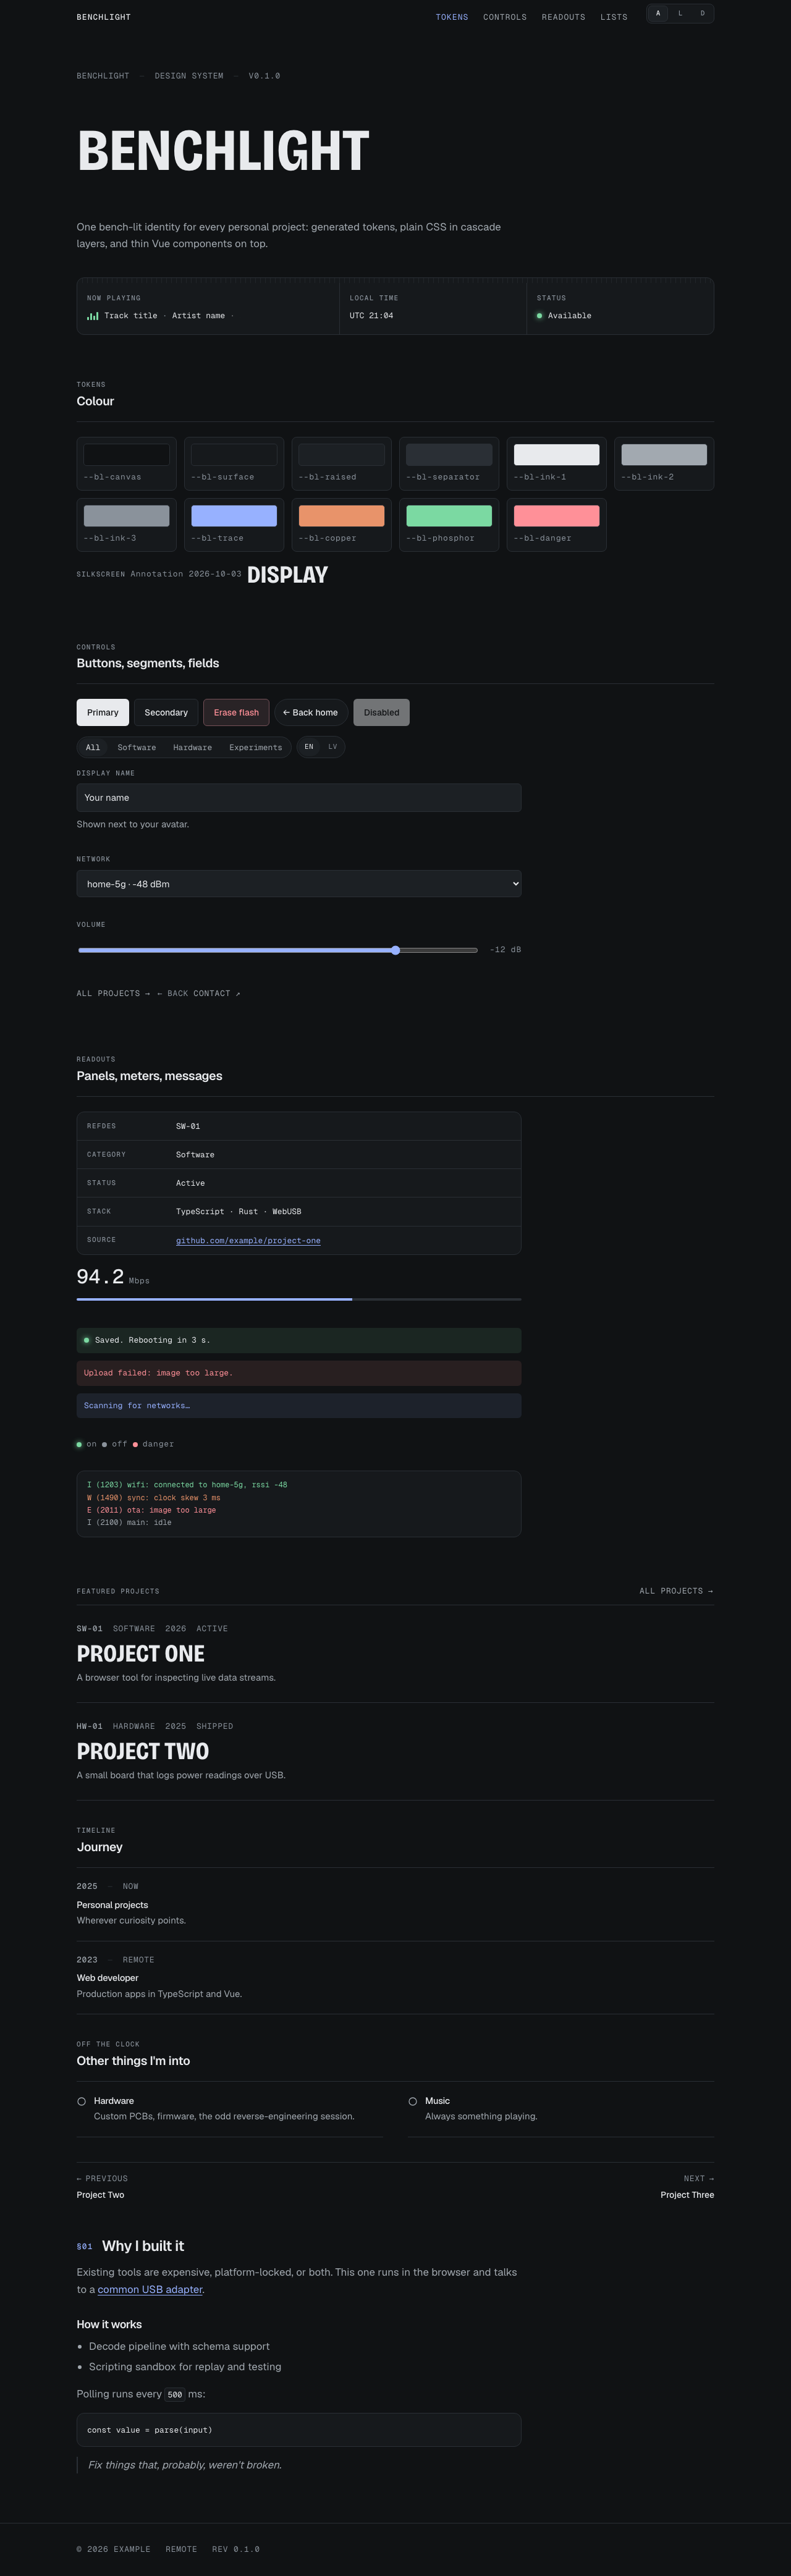 BENCHLIGHT TOKENS CONTROLS READOUTS LISTS A L D
BENCHLIGHT DESIGN SYSTEM V0.1.0
BENCHLIGHT
One bench-lit identity for every personal project: generated tokens, plain CSS in cascade
layers, and thin Vue components on top.
NOW PLAYING LOCAL TIME STATUS
Track title · Artist name · UTC 21:04 Available
TOKENS
Colour
--bl-canvas --bl-surface --bl-raised --bl-separator --bl-ink-1 --bl-ink-2
--bl-ink-3 --bl-trace --bl-copper --bl-phosphor --bl-danger
SILKSCREEN Annotation 2026-10-03 DISPLAY
CONTROLS
Buttons, segments, fields
Primary Secondary Erase flash ← Back home Disabled
All Software Hardware Experiments EN LV
DISPLAY NAME
Your name
Shown next to your avatar.
NETWORK
home-5g · -48 dBm
VOLUME
-12 dB
ALL PROJECTS → ← BACK CONTACT ↗
READOUTS
Panels, meters, messages
REFDES SW-01
CATEGORY Software
STATUS Active
STACK TypeScript · Rust · WebUSB
SOURCE github.com/example/project-one
94.2 Mbps
Saved. Rebooting in 3 s.
Upload failed: image too large.
Scanning for networks…
on off danger
I (1203) wifi: connected to home-5g, rssi -48
W (1490) sync: clock skew 3 ms
E (2011) ota: image too large
I (2100) main: idle
FEATURED PROJECTS ALL PROJECTS →
SW-01 SOFTWARE 2026 ACTIVE
PROJECT ONE
A browser tool for inspecting live data streams.
HW-01 HARDWARE 2025 SHIPPED
PROJECT TWO
A small board that logs power readings over USB.
TIMELINE
Journey
2025 NOW
Personal projects
Wherever curiosity points.
2023 REMOTE
Web developer
Production apps in TypeScript and Vue.
OFF THE CLOCK
Other things I'm into
Hardware
Custom PCBs, firmware, the odd reverse-engineering session.
Music
Always something playing.
← PREVIOUS NEXT →
Project Two Project Three
§01 Why I built it
Existing tools are expensive, platform-locked, or both. This one runs in the browser and talks
to a common USB adapter.
How it works
• Decode pipeline with schema support
• Scripting sandbox for replay and testing
Polling runs every 500 ms:
const value = parse(input)
Fix things that, probably, weren't broken.
© 2026 EXAMPLE REMOTE REV 0.1.0